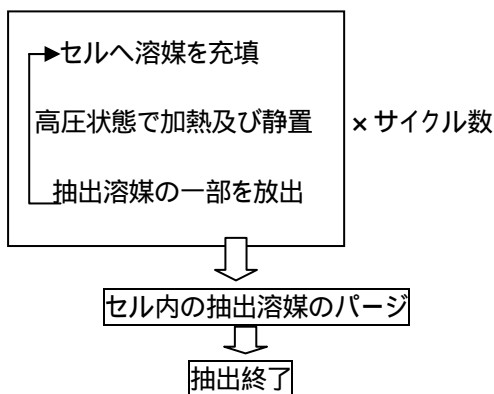 セルへ溶媒を充填
高圧状態で加熱及び静置
×サイクル数
抽出溶媒の一部を放出
セル内の抽出溶媒のパージ
抽出終了